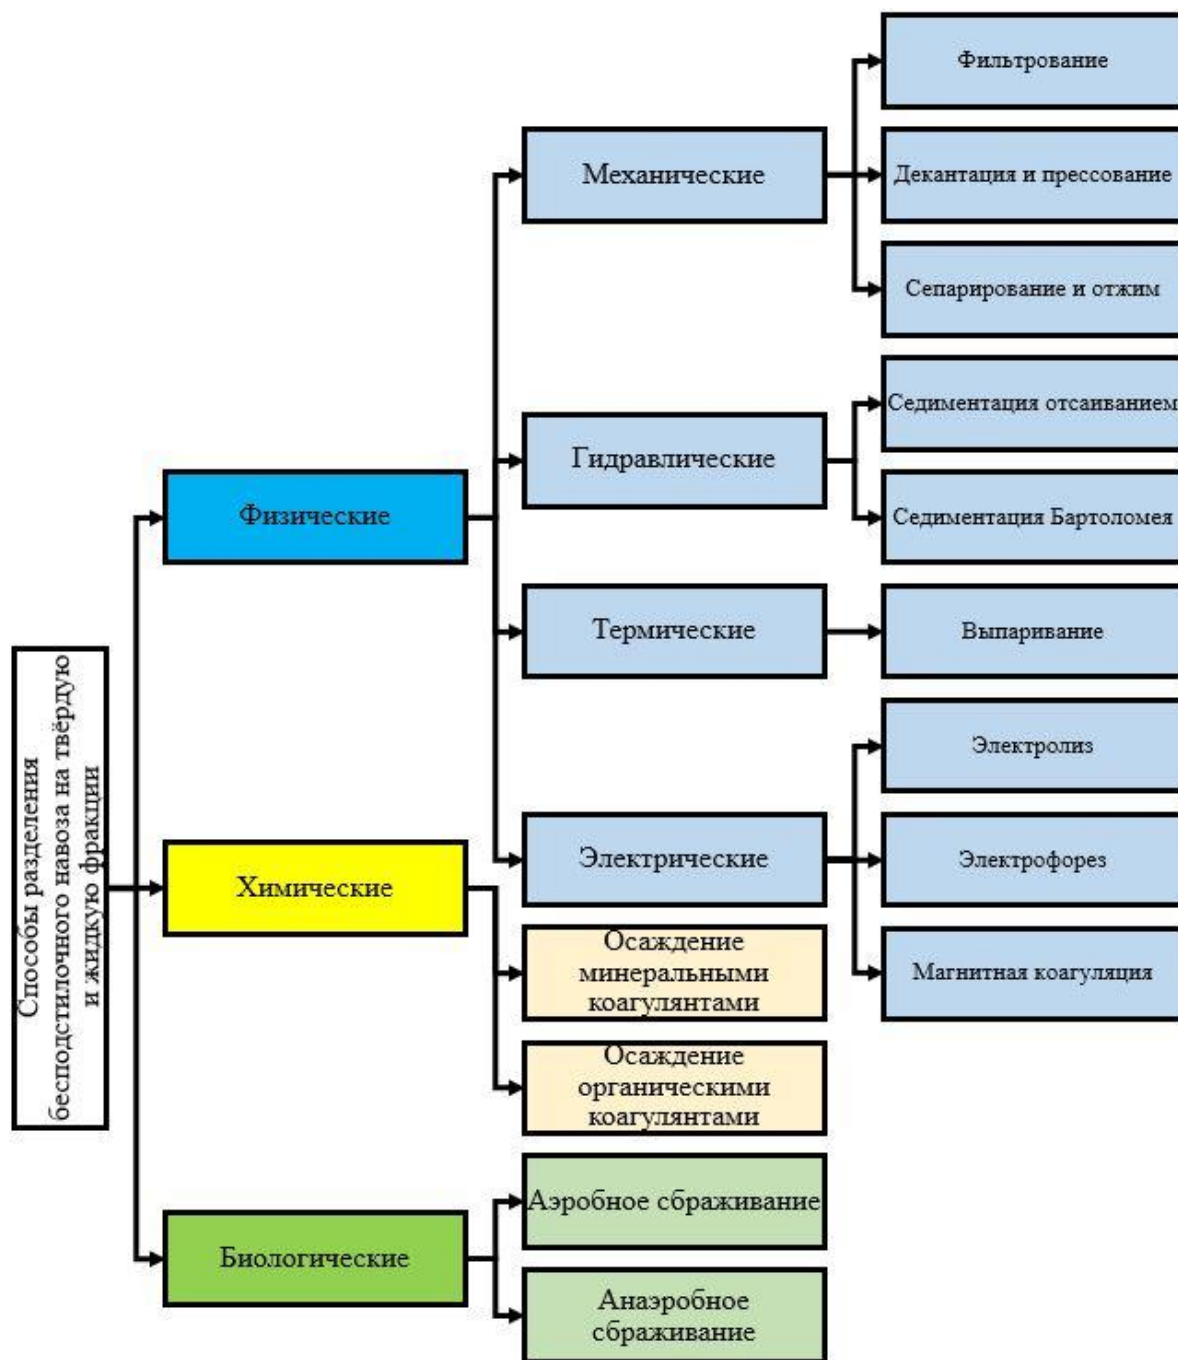 Способы разделения
бесподстилочного навоза на твёрдую
и жидкую фракции
Физические
Механические
Фильтрование
Декантация и прессование
Сепарирование и отжим
Гидравлические
Седиментация отсаиванием
Седиментация Бартоломея
Термические
Выпаривание
Электрические
Электролиз
Электрофорез
Магнитная коагуляция
Химические
Осаждение
минеральными
коагулянтами
Осаждение
органическими
коагулянтами
Биологические
Аэробное сбраживание
Анаэробное
сбраживание